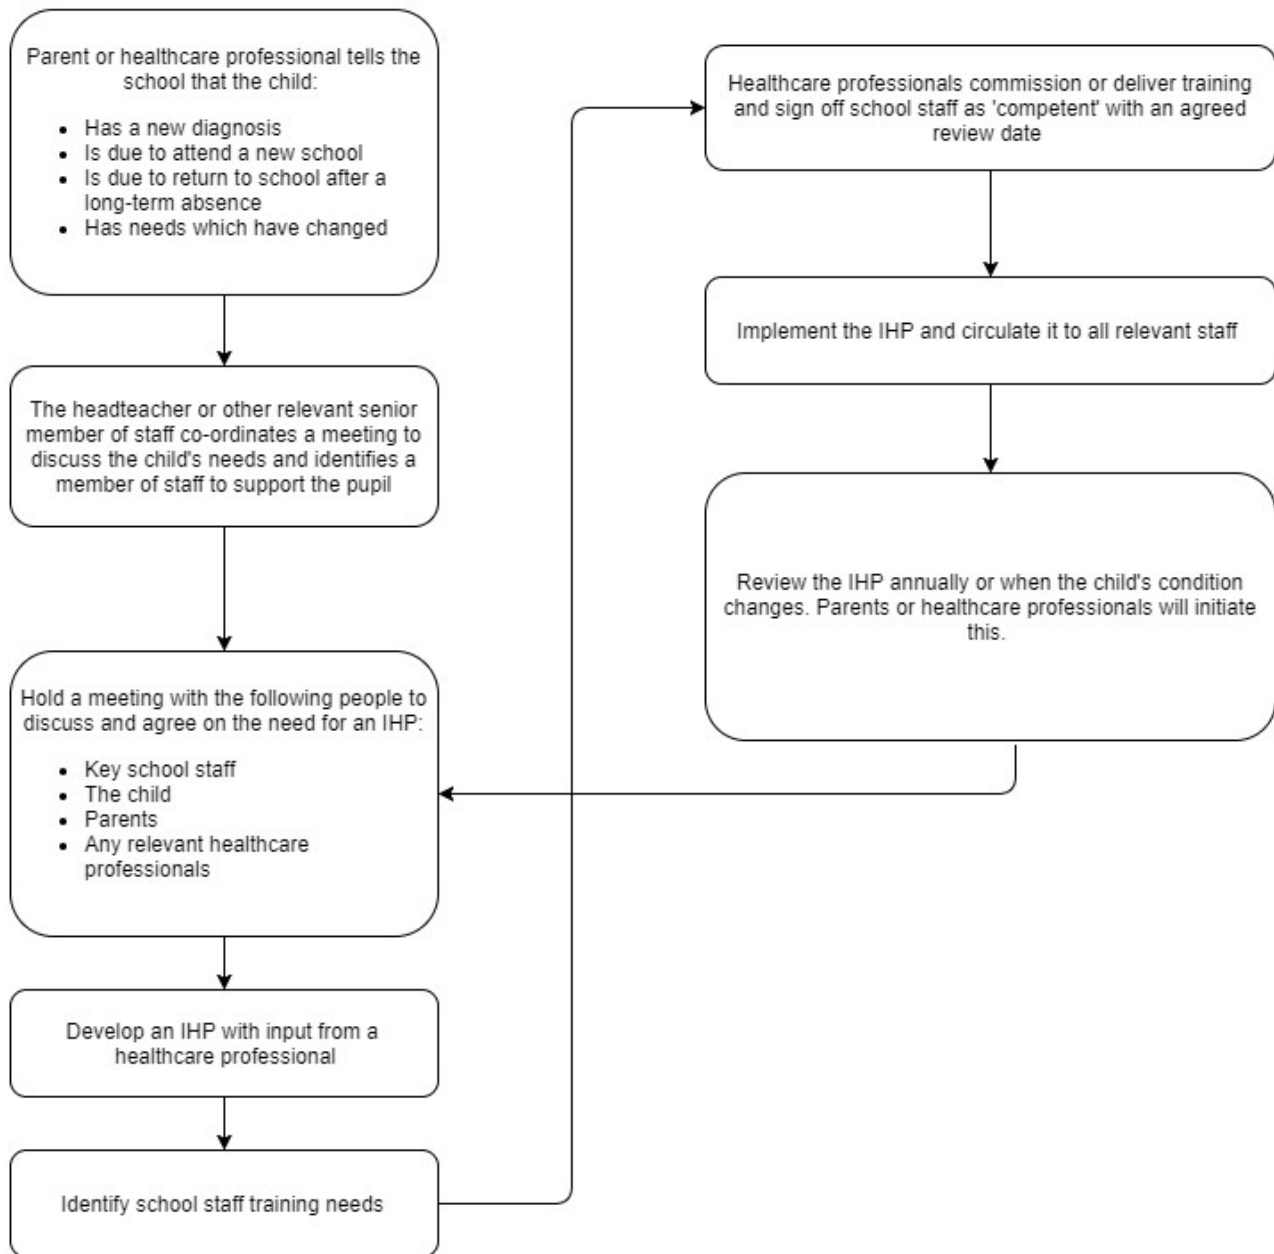 Parent or healthcare professional tells the
school that the child:
• Has a new diagnosis
• Is due to attend a new school
• Is due to return to school after a
long-term absence
• Has needs which have changed
The headteacher or other relevant senior
member of staff co-ordinates a meeting to
discuss the child's needs and identifies a
member of staff to support the pupil
Hold a meeting with the following people to
discuss and agree on the need for an IHP:
• Key school staff
• The child
• Parents
• Any relevant healthcare
professionals
Develop an IHP with input from a
healthcare professional
Identify school staff training needs
Healthcare professionals commission or deliver training
and sign off school staff as 'competent' with an agreed
review date
Implement the IHP and circulate it to all relevant staff
Review the IHP annually or when the child's condition
changes. Parents or healthcare professionals will initiate
this.